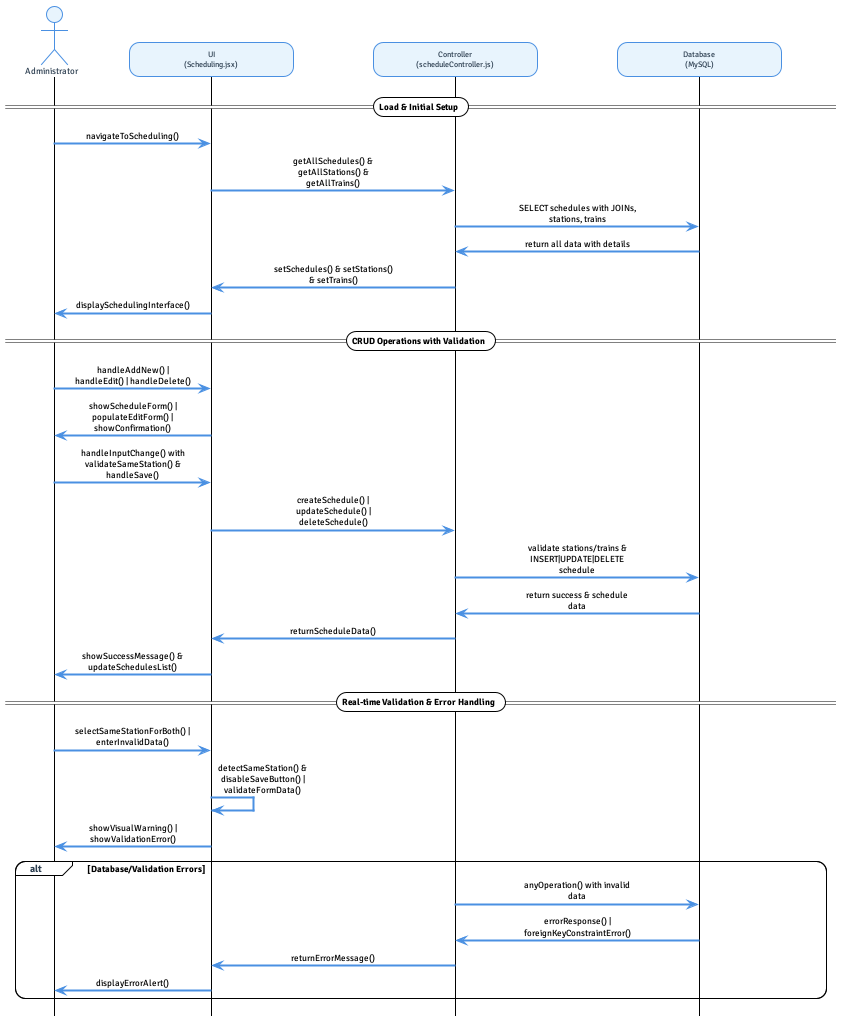 Administrator
UI
(Scheduling.jsx)
Controller
(scheduleController.js)
Database
(MySQL)
Load & Initial Setup
navigateToScheduling()
getAllSchedules() &
getAllStations() &
getAllTrains()
SELECT schedules with JOINs,
stations, trains
return all data with details
setSchedules() & setStations()
& setTrains()
displaySchedulingInterface()
CRUD Operations with Validation
handleAddNew() |
handleEdit() | handleDelete()
showScheduleForm() |
populateEditForm() |
showConfirmation()
handleInputChange() with
validateSameStation() &
handleSave()
createSchedule() |
updateSchedule() |
deleteSchedule()
validate stations/trains &
INSERT|UPDATE|DELETE
schedule
return success & schedule
data
returnScheduleData()
showSuccessMessage() &
updateSchedulesList()
Real-time Validation & Error Handling
selectSameStationForBoth() |
enterInvalidData()
detectSameStation() &
disableSaveButton() |
validateFormData()
showVisualWarning() |
showValidationError()
alt
[Database/Validation Errors]
anyOperation() with invalid
data
errorResponse() |
foreignKeyConstraintError()
returnErrorMessage()
displayErrorAlert()